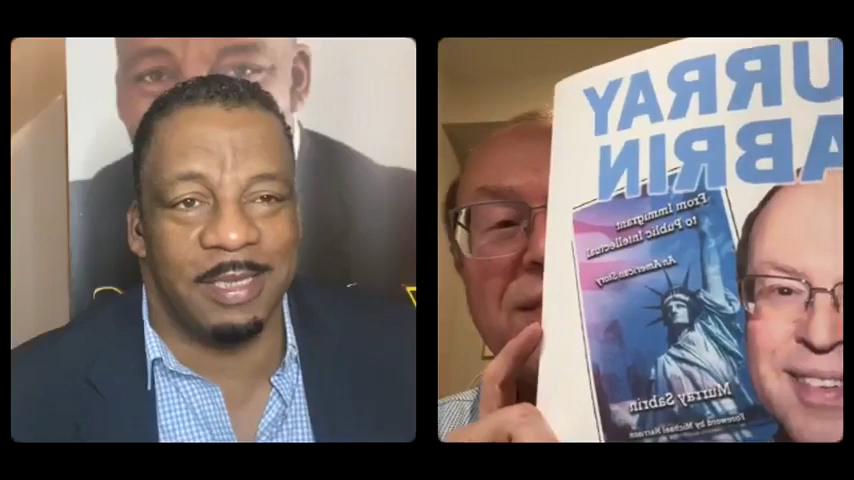 URRAY
ABRIN
From Immigrant
to Public Intellectual
An American Story
Murray Sabrin
Foreword by Michael